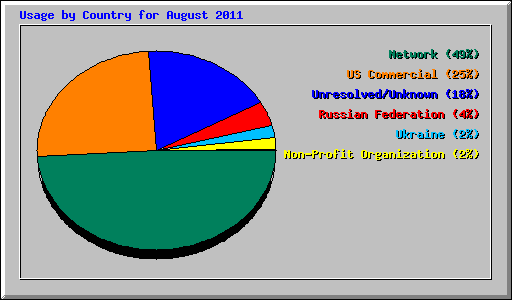 Usage by Country for August 2011
Network (49%)
US Commercial (25%)
Unresolved/Unknown (18%)
Russian Federation (4%)
Ukraine (2%)
Non-Profit Organization (2%)